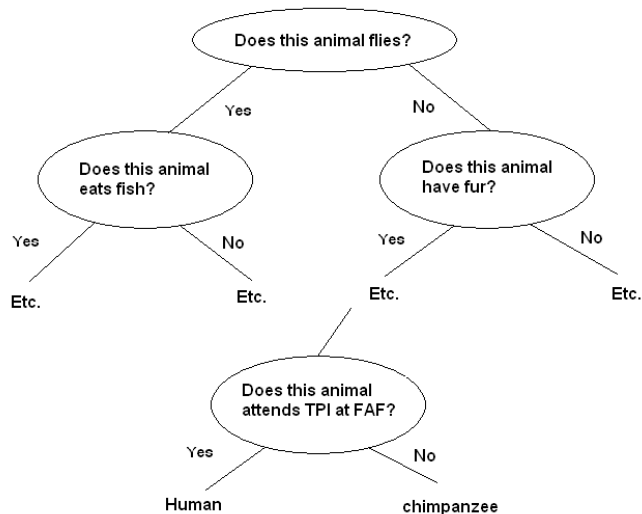 Does this animal flies?
Yes
No
Does this animal
eats fish?
Does this animal
have fur?
Yes
No
Yes
No
Etc.
Etc.
Etc.
Etc.
Does this animal
attends TPI at FAF?
Yes
No
Human
chimpanzee